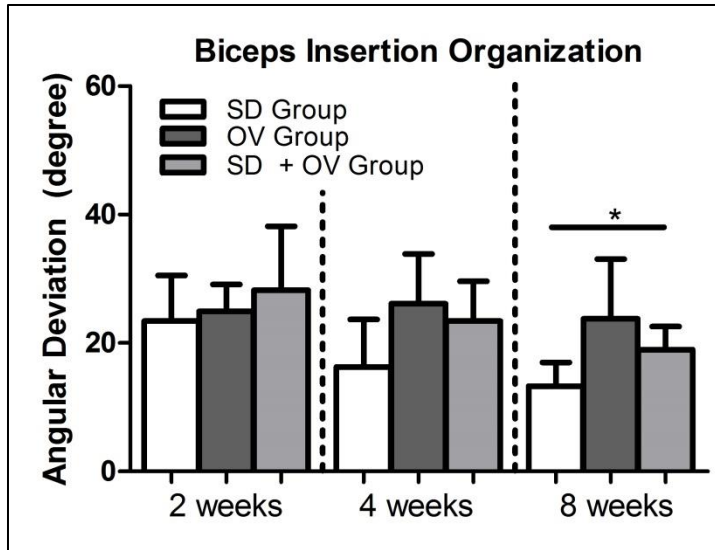 Biceps Insertion Organization
Angular Deviation (degree)
60
40
20
0
SD Group
OV Group
SD + OV Group
*
2 weeks
4 weeks
8 weeks